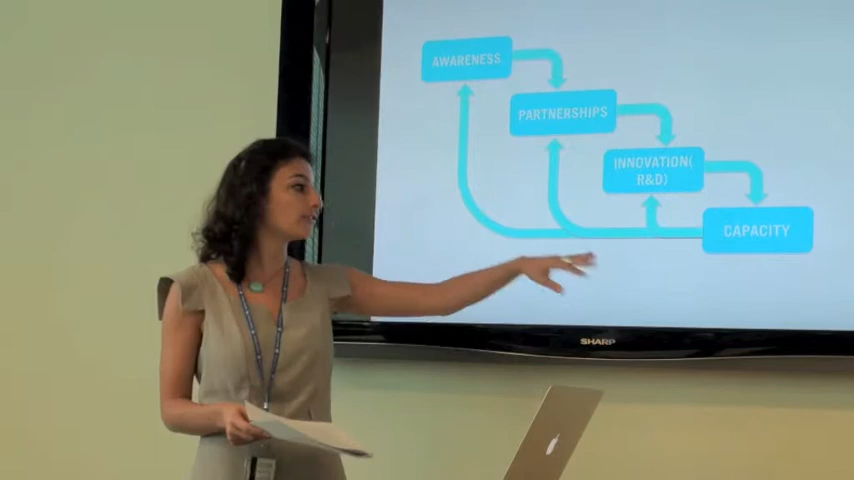 AWARENESS
PARTNERSHIPS
INNOVATION(
R&D)
CAPACITY
SHARP